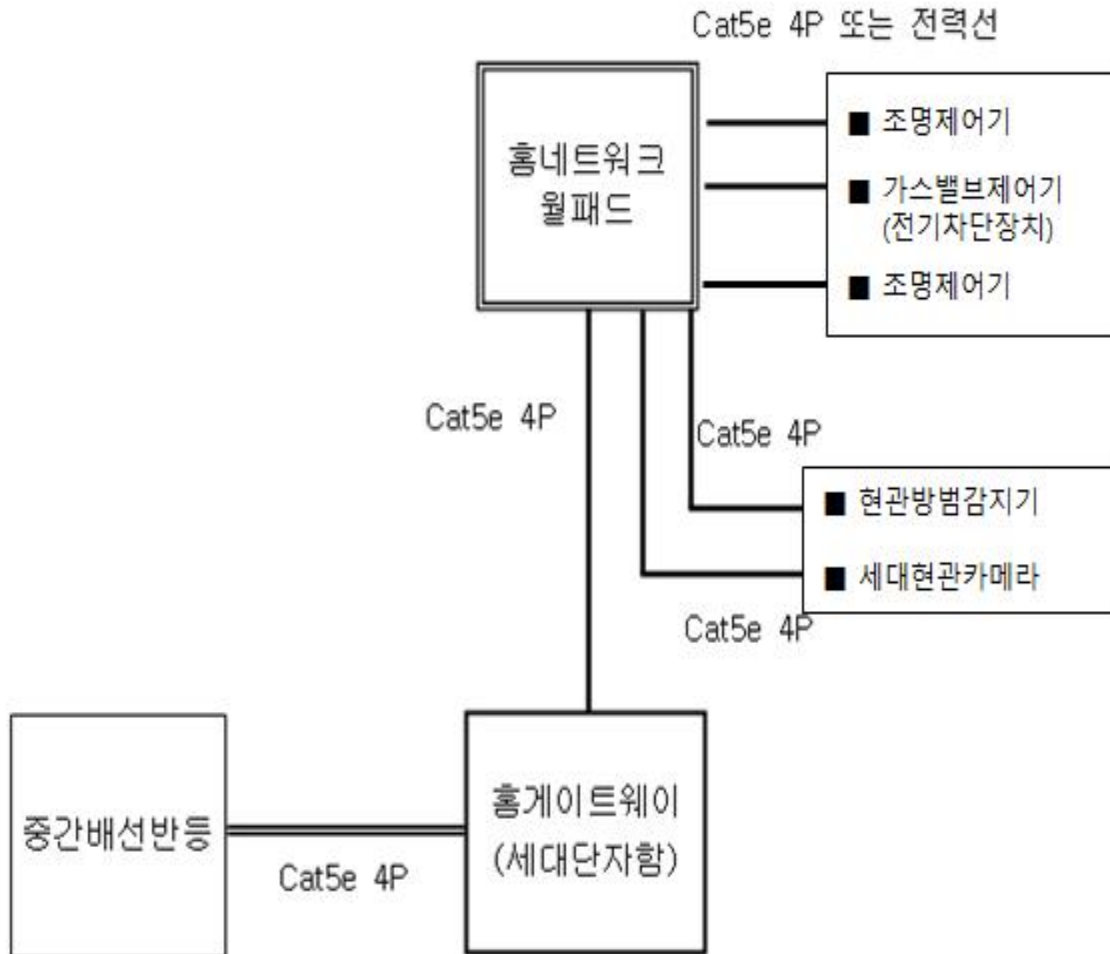 Cat5e 4P 또는 전력선
홈네트워크
월패드
■ 조명제어기
■ 가스밸브제어기
(전기차단장치)
■ 조명제어기
Cat5e 4P
Cat5e 4P
■ 현관방범감지기
■ 세대현관카메라
Cat5e 4P
중간배선반등
Cat5e 4P
홈게이트웨이
(세대단자함)